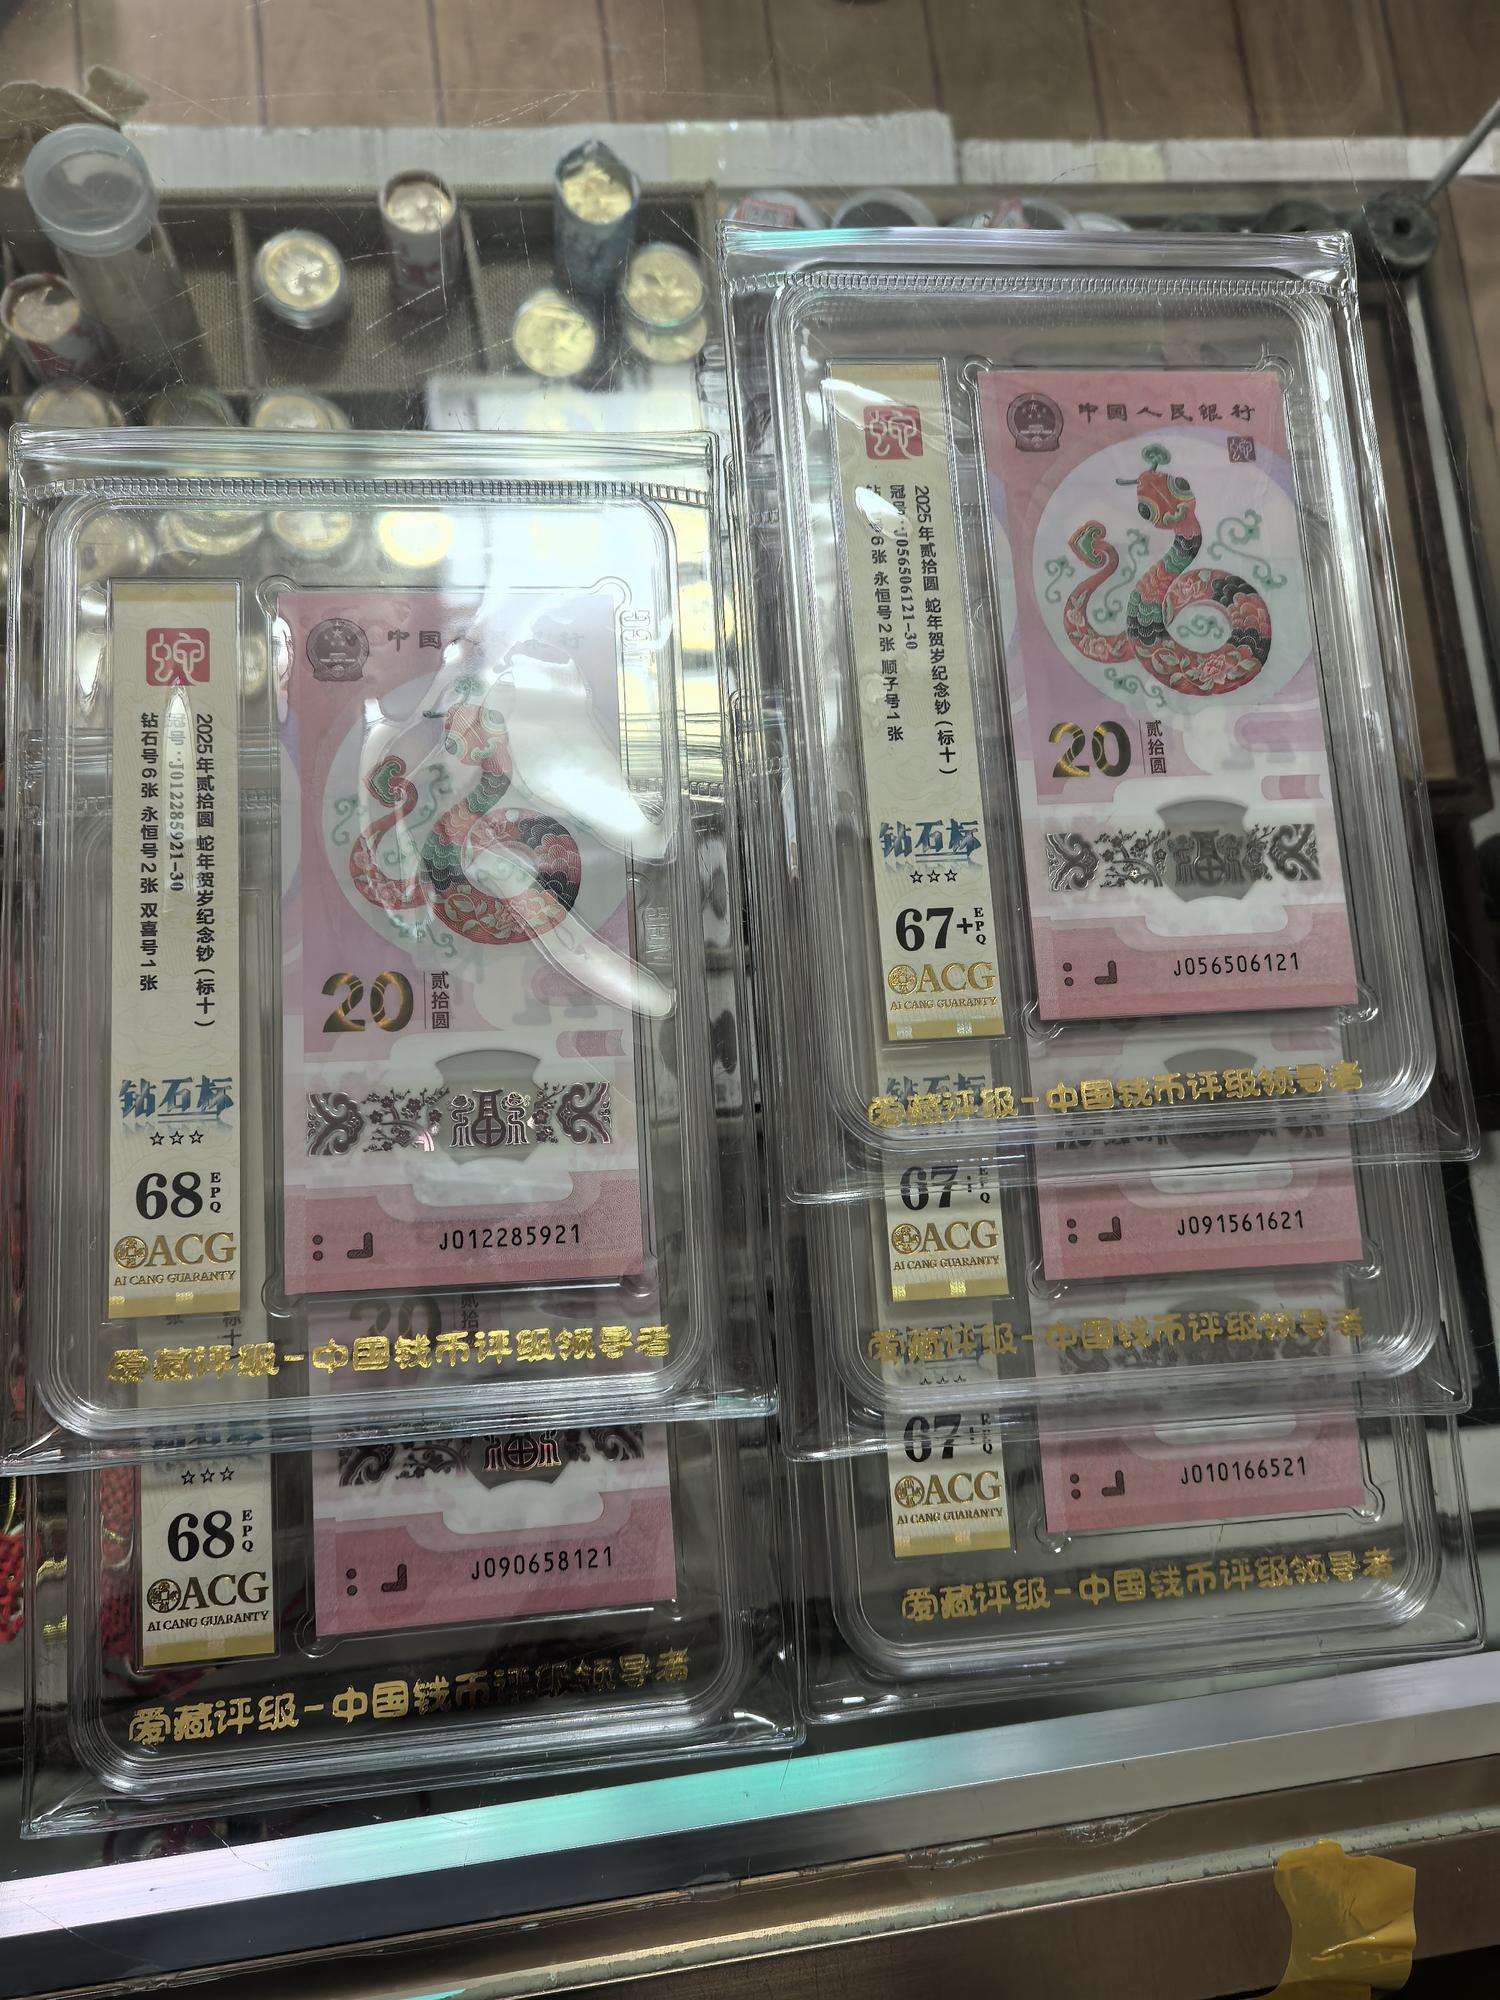 蛇
2025年贰拾圆 蛇年贺岁纪念钞(标十)
冠号:J012285921-30
钻石号6张 永恒号2张 双喜号1张
钻石标
☆☆☆
68 EPQ
ACG
AI CANG GUARANTY
中国人民银行
20 贰拾圆
福
J012285921
爱藏评级-中国钱币评级领导者
☆☆☆
68 EPQ
ACG
AI CANG GUARANTY
J090658121
爱藏评级-中国钱币评级领导者
蛇
2025年贰拾圆 蛇年贺岁纪念钞(标十)
冠号:J056506121-30
6张 永恒号2张 顺子号1张
钻石标
☆☆☆
67+ EPQ
ACG
AI CANG GUARANTY
中国人民银行
蛇
20 贰拾圆
福
J056506121
爱藏评级-中国钱币评级领导者
钻石标
67
ACG
AI CANG GUARANTY
J091561621
爱藏评级-中国钱币评级领导者
67
ACG
AI CANG GUARANTY
J010166521
爱藏评级-中国钱币评级领导者